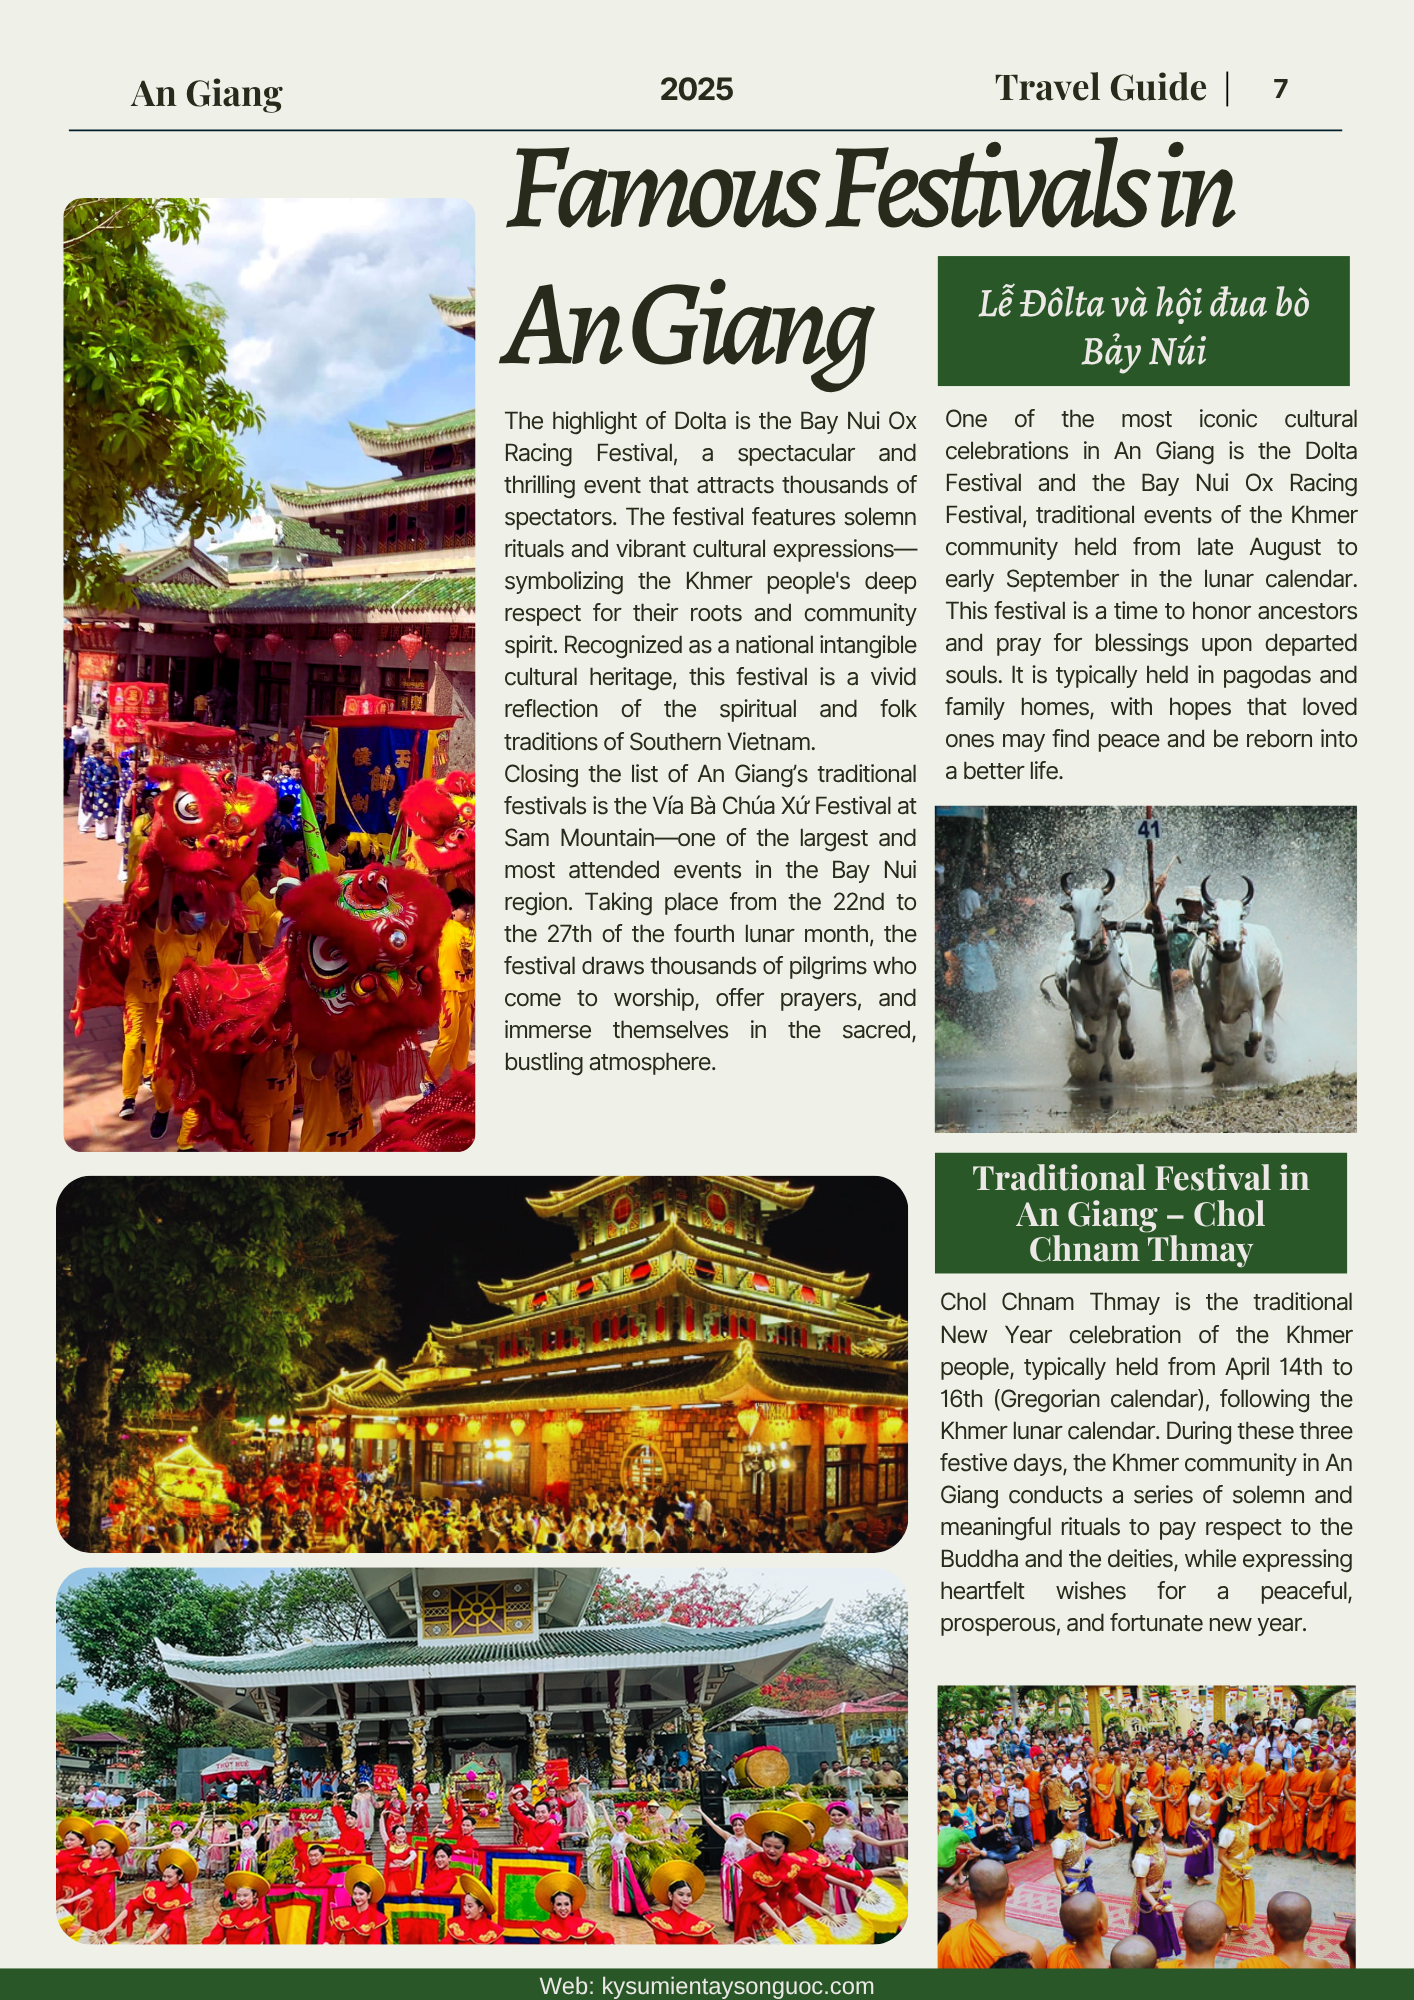 An Giang
2025
Travel Guide | 7
Famous Festivals in
An Giang
The highlight of Dolta is the Bay Nui Ox
Racing Festival, a spectacular and
thrilling event that attracts thousands of
spectators. The festival features solemn
rituals and vibrant cultural expressions—
symbolizing the Khmer people's deep
respect for their roots and community
spirit. Recognized as a national intangible
cultural heritage, this festival is a vivid
reflection of the spiritual and folk
traditions of Southern Vietnam.
Closing the list of An Giang’s traditional
festivals is the Vía Bà Chúa Xứ Festival at
Sam Mountain—one of the largest and
most attended events in the Bay Nui
region. Taking place from the 22nd to
the 27th of the fourth lunar month, the
festival draws thousands of pilgrims who
come to worship, offer prayers, and
immerse themselves in the sacred,
bustling atmosphere.
Lễ Đôlta và hội đua bò
Bảy Núi
One of the most iconic cultural
celebrations in An Giang is the Dolta
Festival and the Bay Nui Ox Racing
Festival, traditional events of the Khmer
community held from late August to
early September in the lunar calendar.
This festival is a time to honor ancestors
and pray for blessings upon departed
souls. It is typically held in pagodas and
family homes, with hopes that loved
ones may find peace and be reborn into
a better life.
41
Traditional Festival in
An Giang – Chol
Chnam Thmay
Chol Chnam Thmay is the traditional
New Year celebration of the Khmer
people, typically held from April 14th to
16th (Gregorian calendar), following the
Khmer lunar calendar. During these three
festive days, the Khmer community in An
Giang conducts a series of solemn and
meaningful rituals to pay respect to the
Buddha and the deities, while expressing
heartfelt wishes for a peaceful,
prosperous, and fortunate new year.
Web: kysumientaysonguoc.com